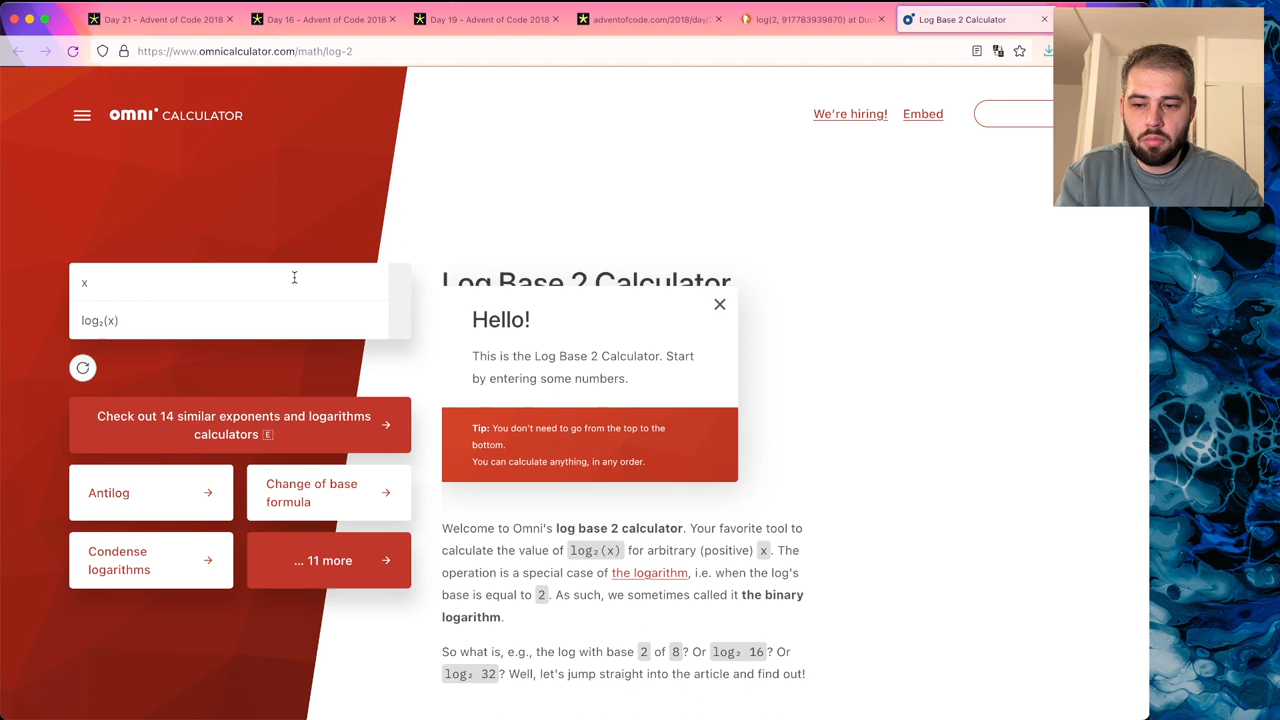 Day 21 - Advent of Code 2018
Day 16 - Advent of Code 2018
Day 19 - Advent of Code 2018
adventofcode.com/2018/day/
log(2, 917783939870) at Duc
Log Base 2 Calculator
https://www.omnicalculator.com/math/log-2
omni CALCULATOR
We're hiring!
Embed
x
log₂(x)
Check out 14 similar exponents and logarithms
calculators E
Antilog
Change of base
formula
Condense
logarithms
... 11 more
Log Base 2 Calculator
Hello!
This is the Log Base 2 Calculator. Start
by entering some numbers.
Tip: You don't need to go from the top to the
bottom.
You can calculate anything, in any order.
Welcome to Omni's log base 2 calculator. Your favorite tool to
calculate the value of log₂(x) for arbitrary (positive) x. The
operation is a special case of the logarithm, i.e. when the log's
base is equal to 2. As such, we sometimes called it the binary
logarithm.
So what is, e.g., the log with base 2 of 8? Or log₂ 16? Or
log₂ 32? Well, let's jump straight into the article and find out!